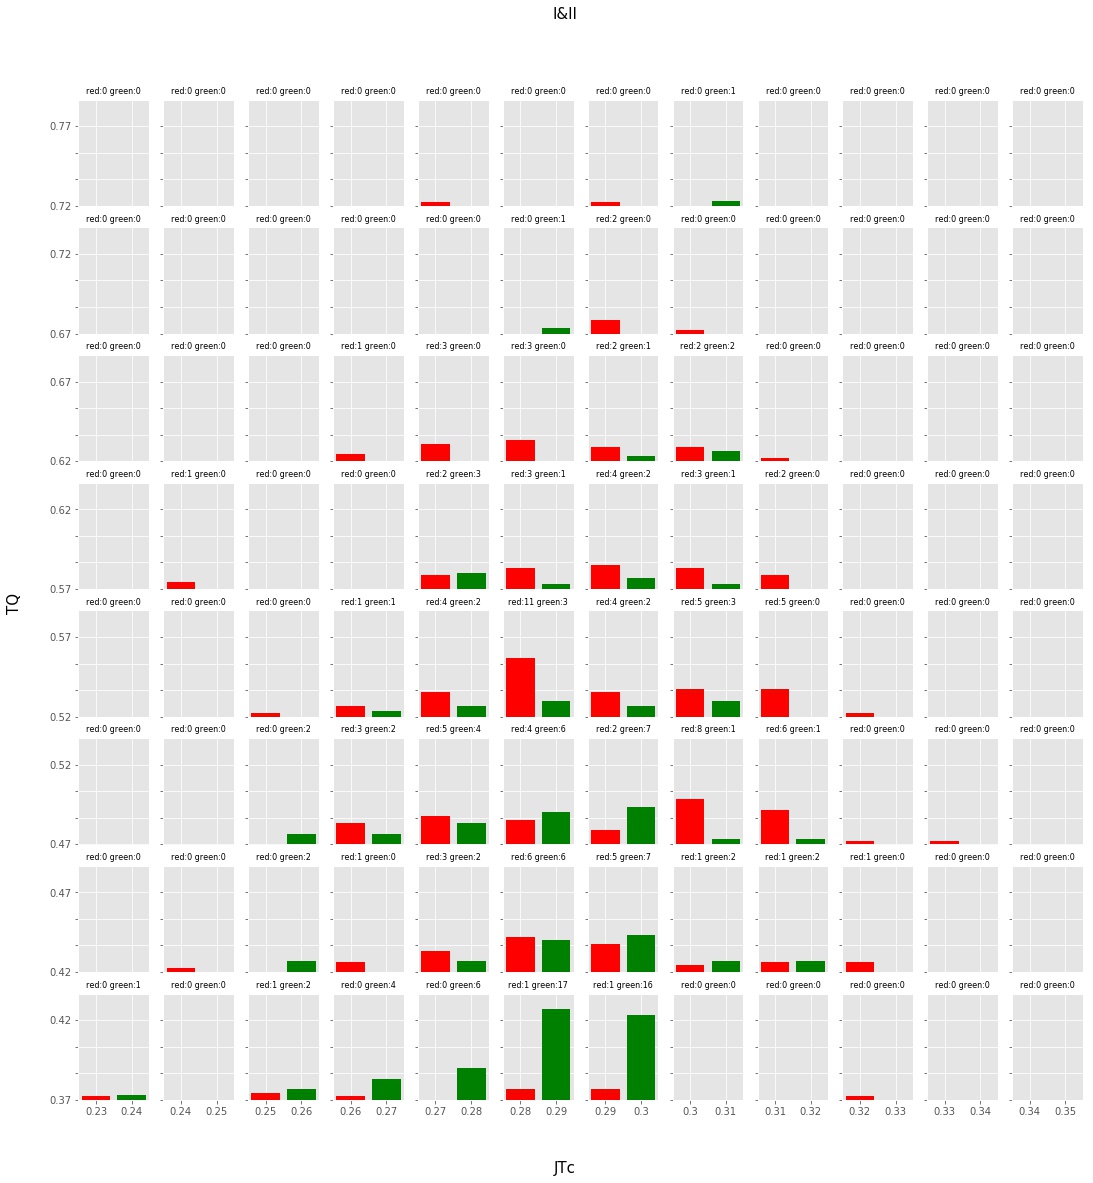 I&II
red:0 green:0 red:0 green:0 red:0 green:0 red:0 green:0 red:0 green:0 red:0 green:0 red:0 green:0 red:0 green:1 red:0 green:0 red:0 green:0 red:0 green:0 red:0 green:0
0.77
0.72
red:0 green:0 red:0 green:0 red:0 green:0 red:0 green:0 red:0 green:0 red:0 green:1 red:2 green:0 red:0 green:0 red:0 green:0 red:0 green:0 red:0 green:0 red:0 green:0
0.72
0.67
red:0 green:0 red:0 green:0 red:0 green:0 red:1 green:0 red:3 green:0 red:3 green:0 red:2 green:1 red:2 green:2 red:0 green:0 red:0 green:0 red:0 green:0 red:0 green:0
0.67
0.62
red:0 green:0 red:1 green:0 red:0 green:0 red:0 green:0 red:2 green:3 red:3 green:1 red:4 green:2 red:3 green:1 red:2 green:0 red:0 green:0 red:0 green:0 red:0 green:0
0.62
0.57
TQ
red:0 green:0 red:0 green:0 red:0 green:0 red:1 green:1 red:4 green:2 red:11 green:3 red:4 green:2 red:5 green:3 red:5 green:0 red:0 green:0 red:0 green:0 red:0 green:0
0.57
0.52
red:0 green:0 red:0 green:0 red:0 green:2 red:3 green:2 red:5 green:4 red:4 green:6 red:2 green:7 red:8 green:1 red:6 green:1 red:0 green:0 red:0 green:0 red:0 green:0
0.52
0.47
red:0 green:0 red:0 green:0 red:0 green:2 red:1 green:0 red:3 green:2 red:6 green:6 red:5 green:7 red:1 green:2 red:1 green:2 red:1 green:0 red:0 green:0 red:0 green:0
0.47
0.42
red:0 green:1 red:0 green:0 red:1 green:2 red:0 green:4 red:0 green:6 red:1 green:17 red:1 green:16 red:0 green:0 red:0 green:0 red:0 green:0 red:0 green:0 red:0 green:0
0.42
0.37
0.23 0.24 0.24 0.25 0.25 0.26 0.26 0.27 0.27 0.28 0.28 0.29 0.29 0.3 0.3 0.31 0.31 0.32 0.32 0.33 0.33 0.34 0.34 0.35
JTc